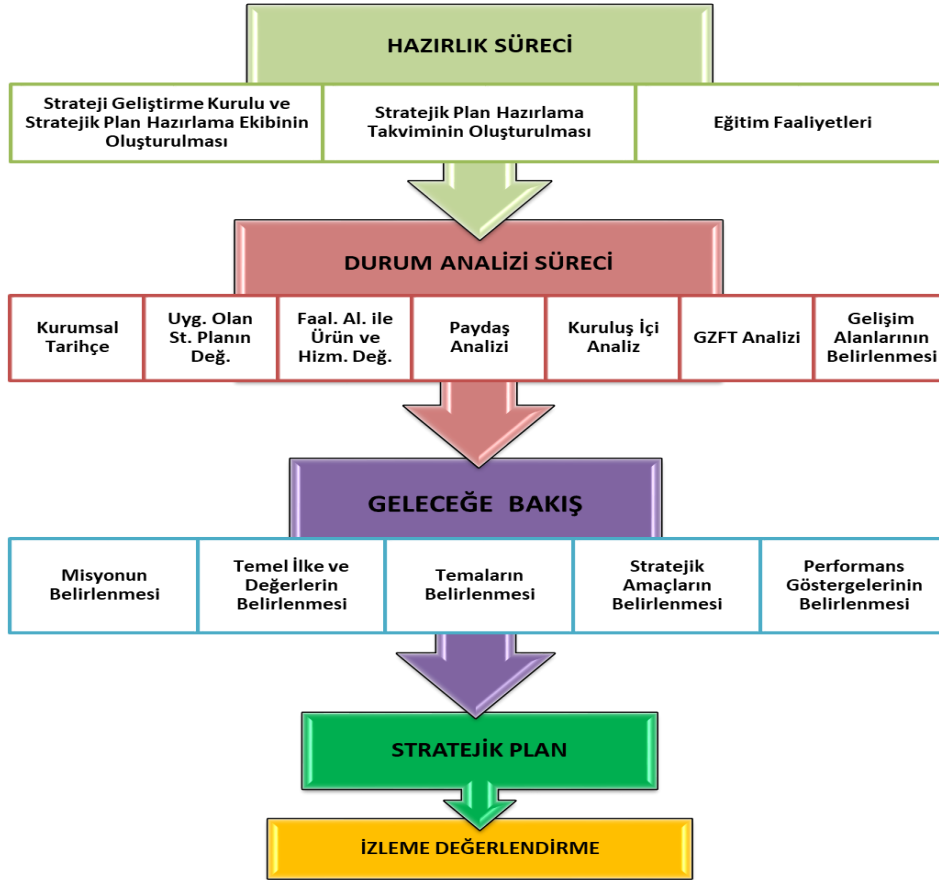 HAZIRLIK SÜRECİ
Strateji Geliştirme Kurulu ve
Stratejik Plan Hazırlama Ekibinin
Oluşturulması
Stratejik Plan Hazırlama
Takviminin Oluşturulması
Eğitim Faaliyetleri
DURUM ANALİZİ SÜRECİ
Kurumsal
Tarihçe
Uyg. Olan
St. Planın
Değ.
Faal. Al. ile
Ürün ve
Hizm. Değ.
Paydaş
Analizi
Kuruluş İçi
Analiz
GZFT Analizi
Gelişim
Alanlarının
Belirlenmesi
GELECEĞE BAKIŞ
Misyonun
Belirlenmesi
Temel İlke ve
Değerlerin
Belirlenmesi
Temaların
Belirlenmesi
Stratejik
Amaçların
Belirlenmesi
Performans
Göstergelerinin
Belirlenmesi
STRATEJİK PLAN
İZLEME DEĞERLENDİRME